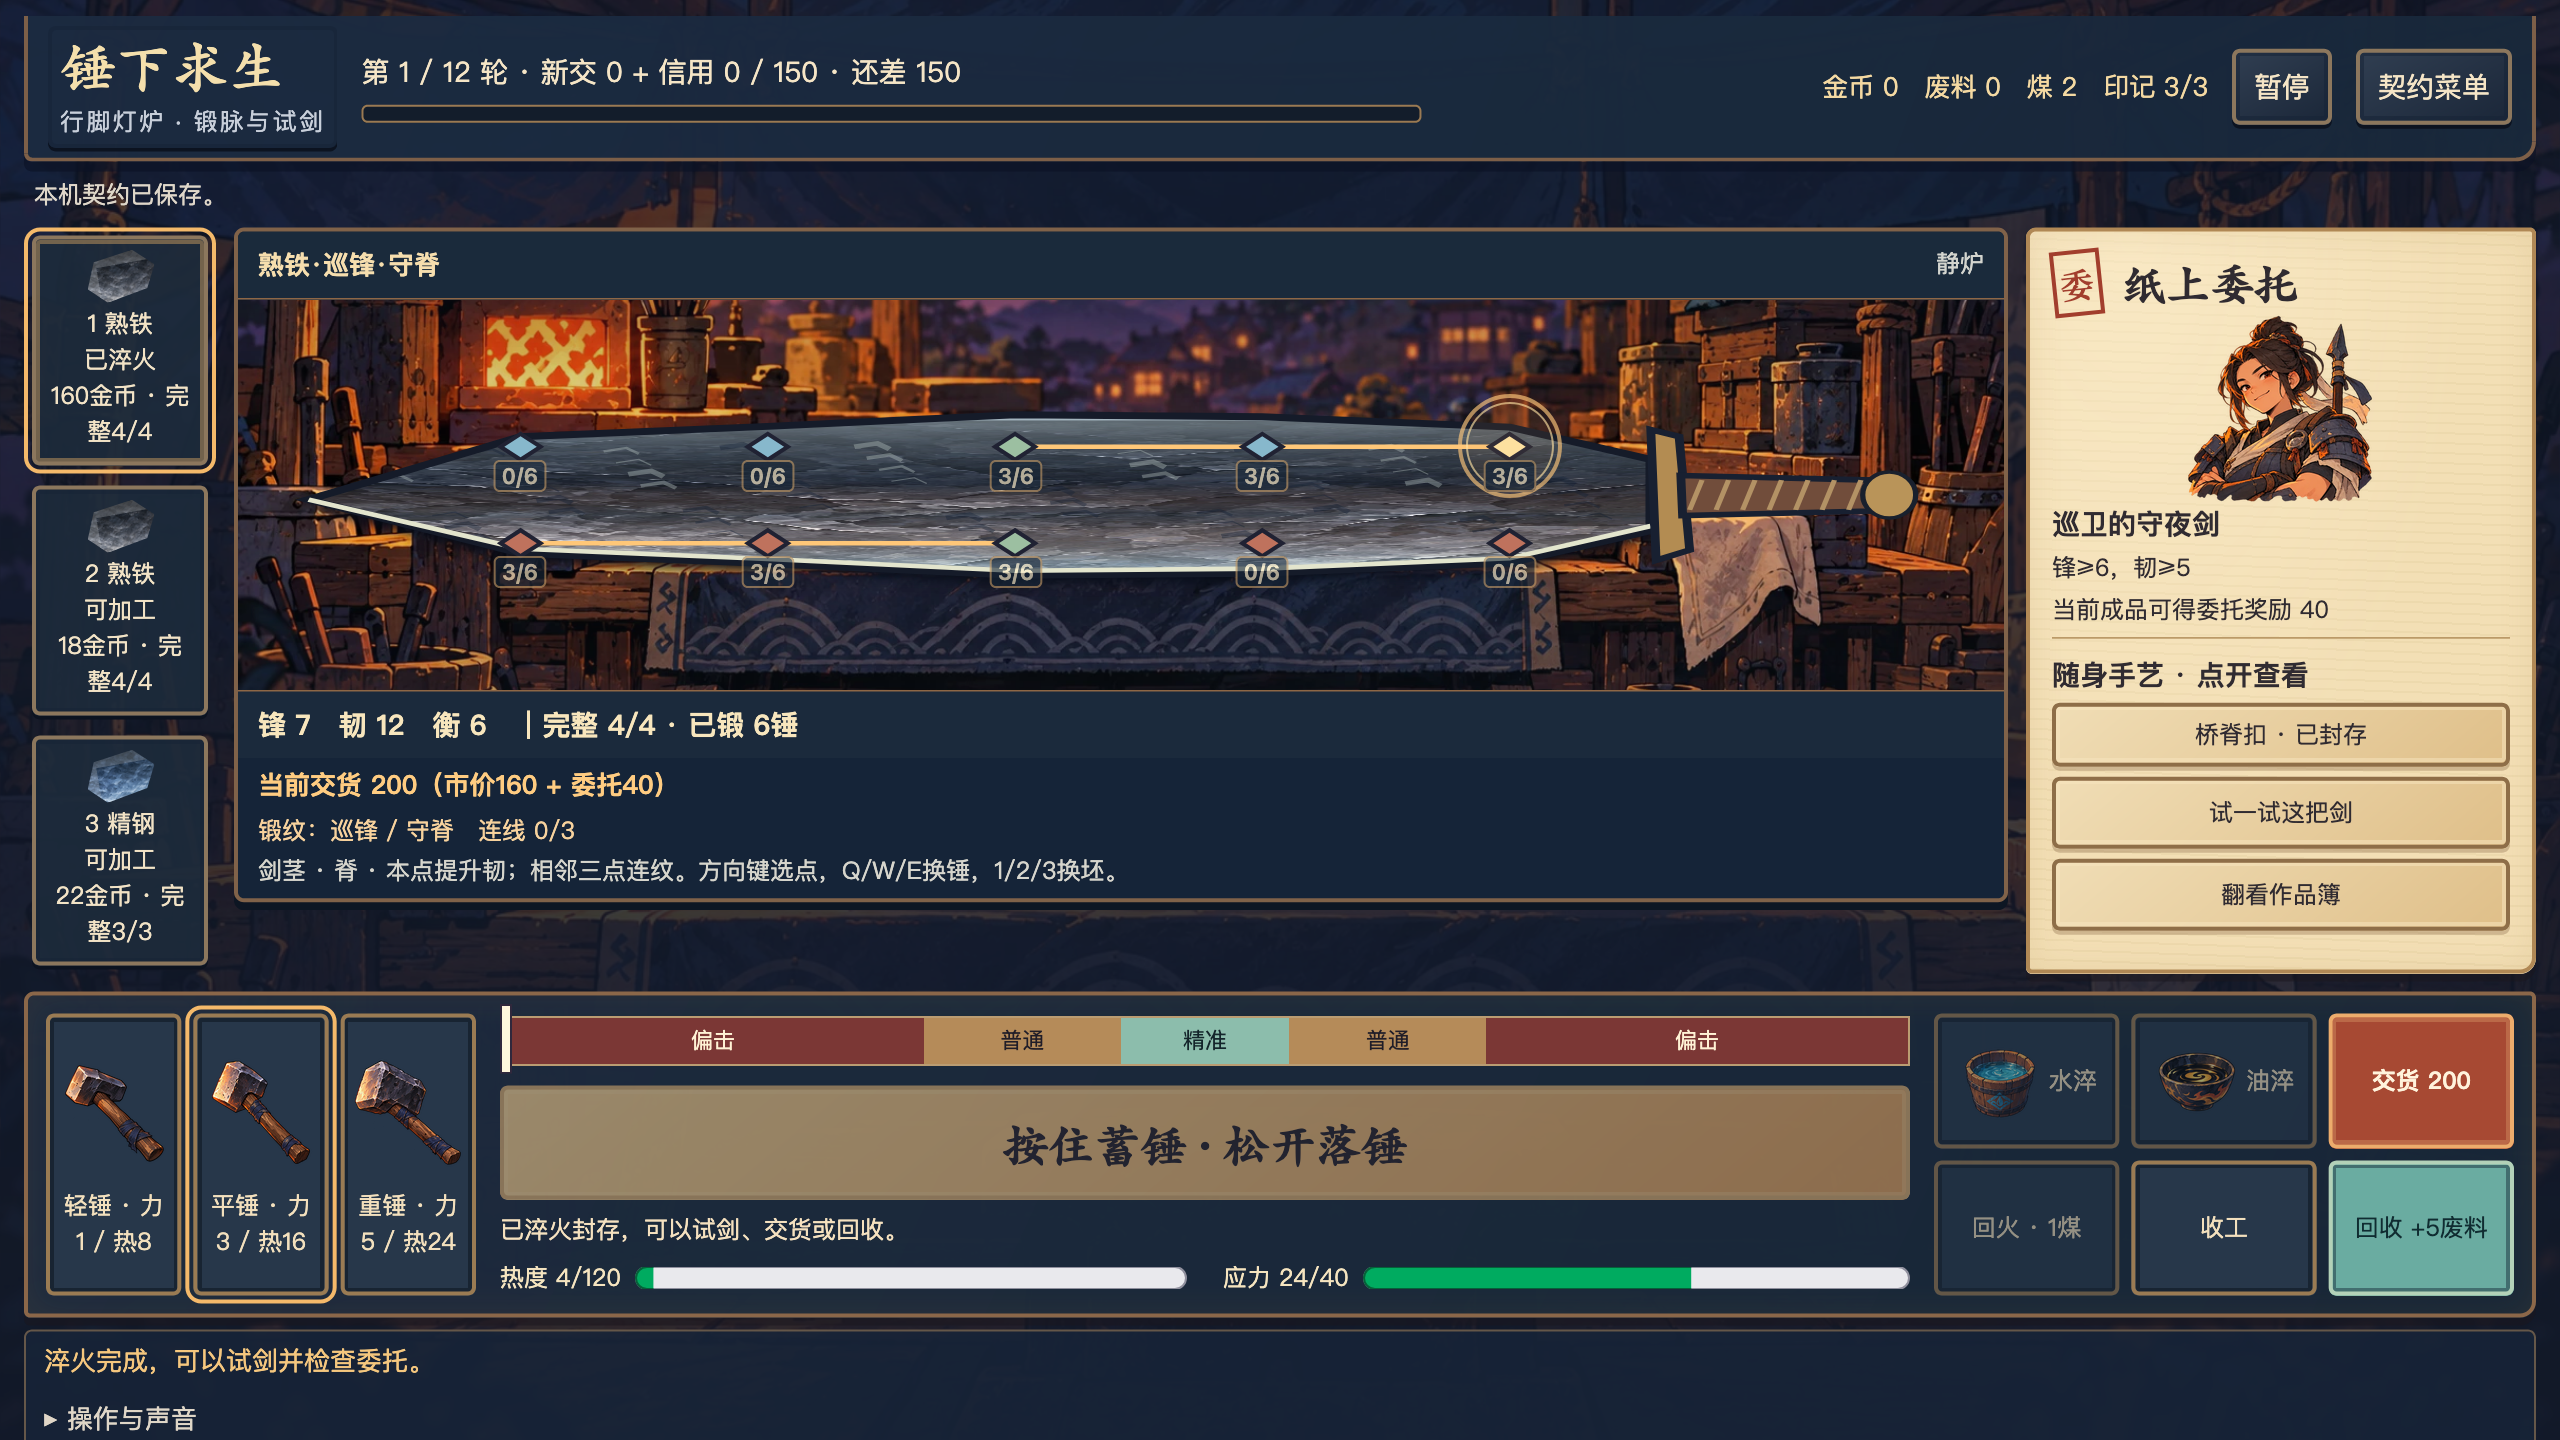 锤下求生
行脚灯炉 · 锻脉与试剑
第 1 / 12 轮 · 新交 0 + 信用 0 / 150 · 还差 150
金币 0 废料 0 煤 2 印记 3/3
暂停
契约菜单
本机契约已保存。
1 熟铁
已淬火
160金币 · 完
整4/4
2 熟铁
可加工
18金币 · 完
整4/4
3 精钢
可加工
22金币 · 完
整3/3
熟铁·巡锋·守脊
静炉
0/6 0/6 3/6 3/6 3/6
3/6 3/6 3/6 0/6 0/6
锋 7 韧 12 衡 6 | 完整 4/4 · 已锻 6锤
当前交货 200（市价160 + 委托40）
锻纹：巡锋 / 守脊 连线 0/3
剑茎 · 脊 · 本点提升韧；相邻三点连纹。方向键选点，Q/W/E换锤，1/2/3换坯。
委
纸上委托
巡卫的守夜剑
锋≥6，韧≥5
当前成品可得委托奖励 40
随身手艺 · 点开查看
桥脊扣 · 已封存
试一试这把剑
翻看作品簿
轻锤 · 力
1 / 热8
平锤 · 力
3 / 热16
重锤 · 力
5 / 热24
偏击 普通 精准 普通 偏击
按住蓄锤 · 松开落锤
已淬火封存，可以试剑、交货或回收。
热度 4/120
应力 24/40
水淬
油淬
交货 200
回火 · 1煤
收工
回收 +5废料
淬火完成，可以试剑并检查委托。
▶ 操作与声音